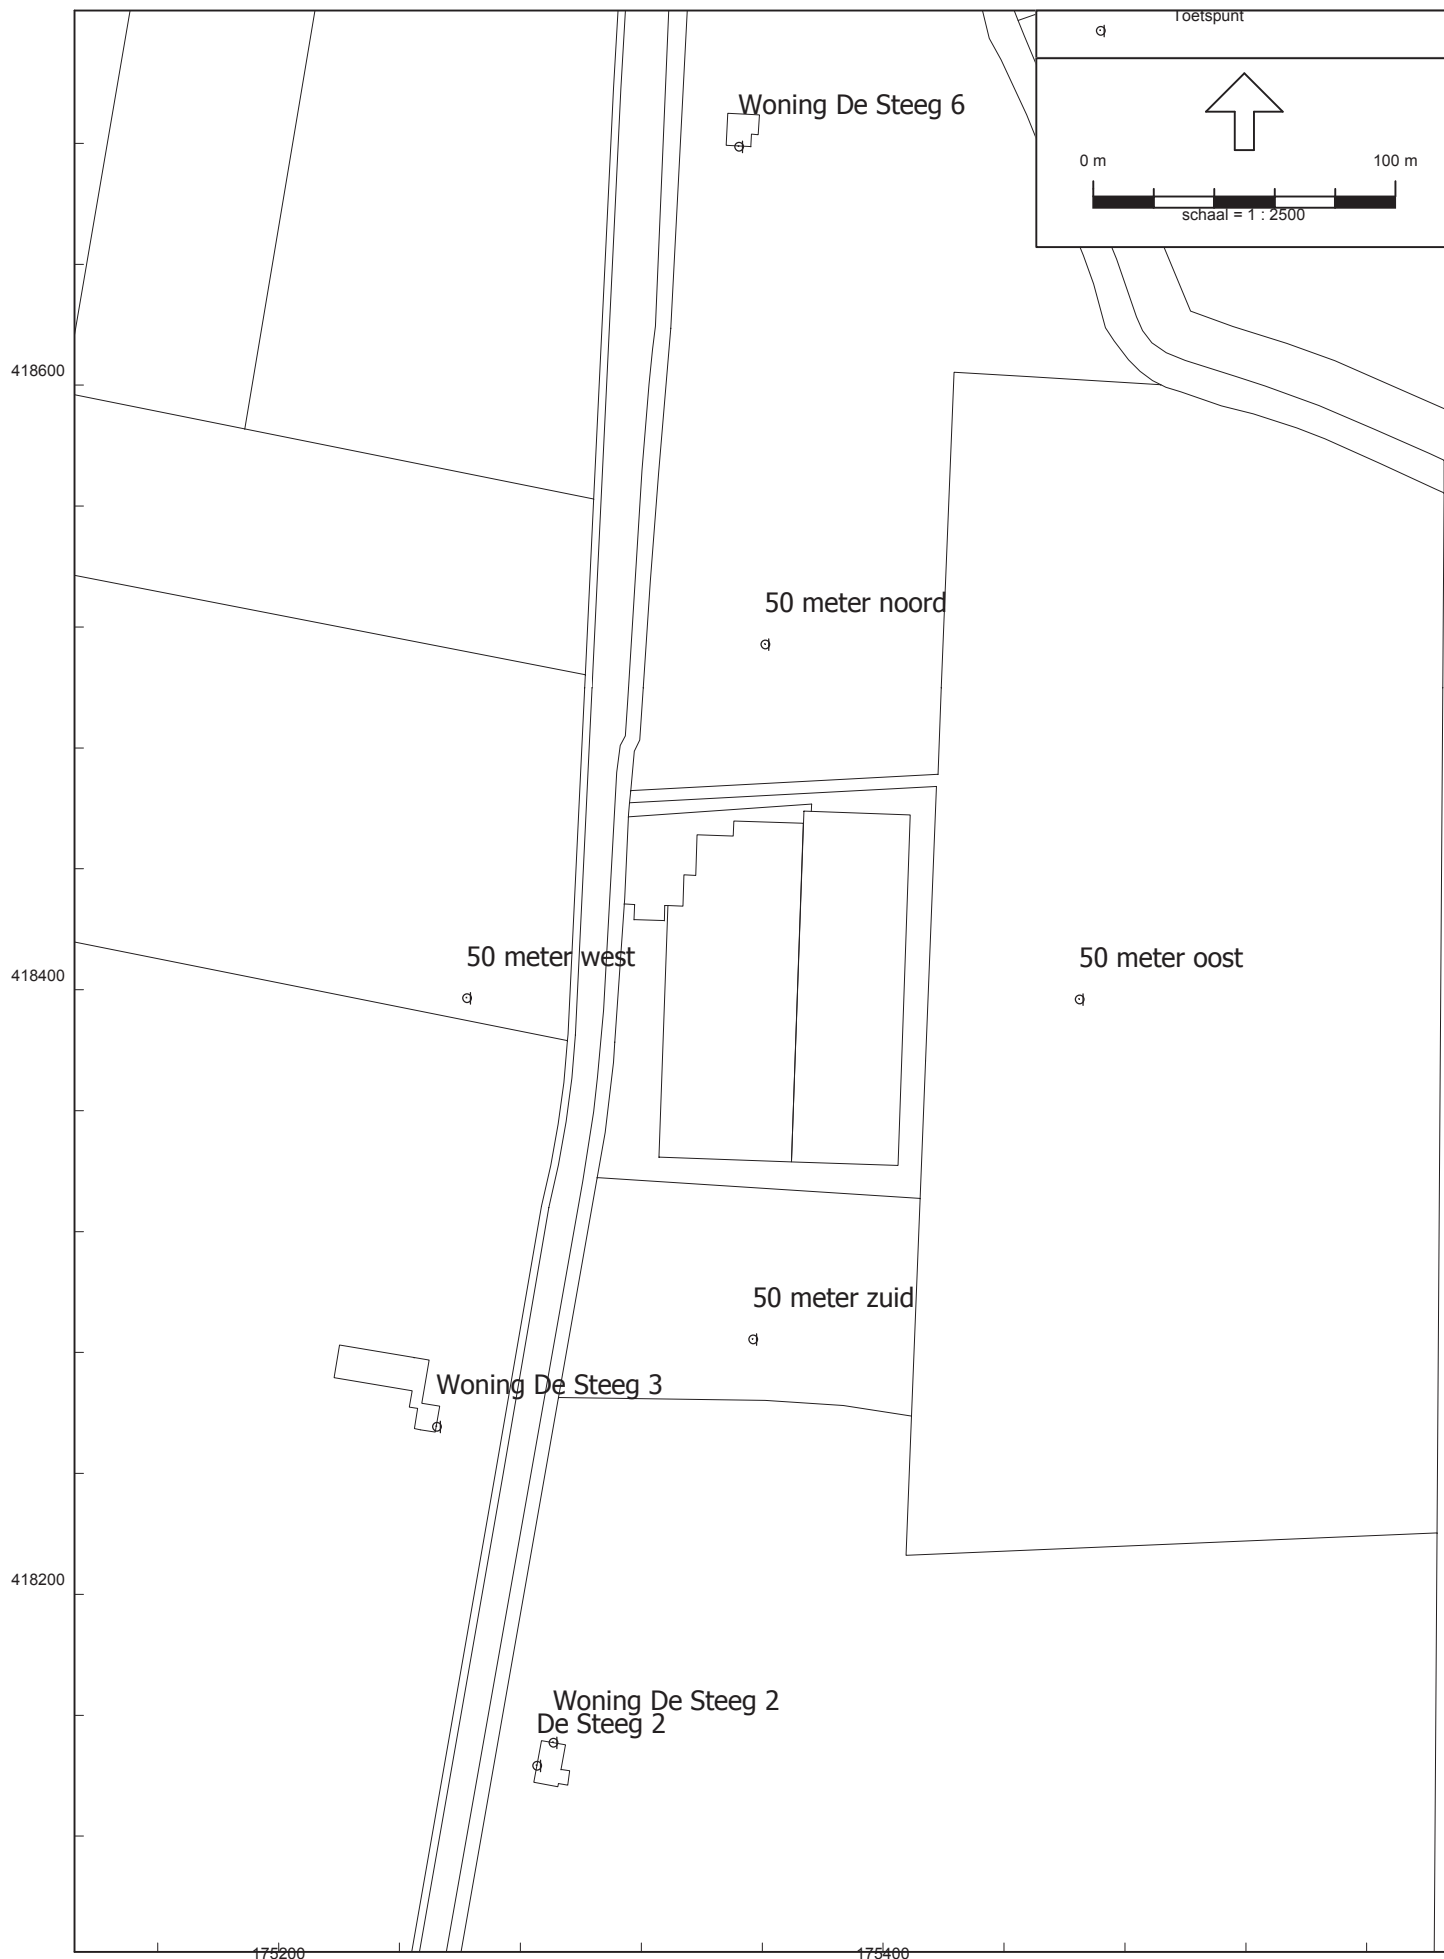 Toetspunt
Woning De Steeg 6
0 m 100 m
schaal = 1 : 2500
418600
50 meter noord
50 meter west
50 meter oost
418400
50 meter zuid
Woning De Steeg 3
418200
Woning De Steeg 2
De Steeg 2
175200 175400